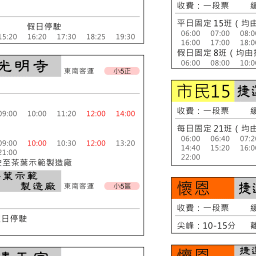 假日停駛
15:20 16:20 17:30 18:25 19:30
光明寺 東南客運 小5正
09:00 10:00 11:20 12:00 14:00
09:00 10:00 10:30 12:00 13:20
21:00
至茶葉示範製造廠
葉示範
製造廠 東南客運 小5區
日停駛
收費：一段票
平日固定15班（均由
06:00 07:00 08:00
16:00 17:00 18:00
假日固定8班（均由
06:00 08:00 10:00
市民15 捷
收費：一段票
每日固定21班（均
06:00 06:40 07:20
14:40 15:20 16:00
22:00
懷恩 捷運
收費：一段票 緩
尖峰：10-15分 離
懷恩 捷